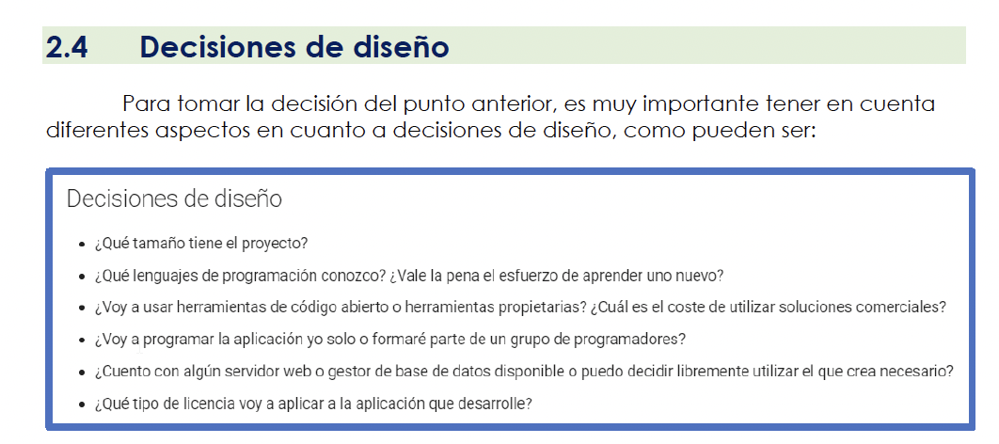 2.4 Decisiones de diseño
Para tomar la decisión del punto anterior, es muy importante tener en cuenta
diferentes aspectos en cuanto a decisiones de diseño, como pueden ser:
Decisiones de diseño
• ¿Qué tamaño tiene el proyecto?
• ¿Qué lenguajes de programación conozco? ¿Vale la pena el esfuerzo de aprender uno nuevo?
• ¿Voy a usar herramientas de código abierto o herramientas propietarias? ¿Cuál es el coste de utilizar soluciones comerciales?
• ¿Voy a programar la aplicación yo solo o formaré parte de un grupo de programadores?
• ¿Cuento con algún servidor web o gestor de base de datos disponible o puedo decidir libremente utilizar el que crea necesario?
• ¿Qué tipo de licencia voy a aplicar a la aplicación que desarrolle?